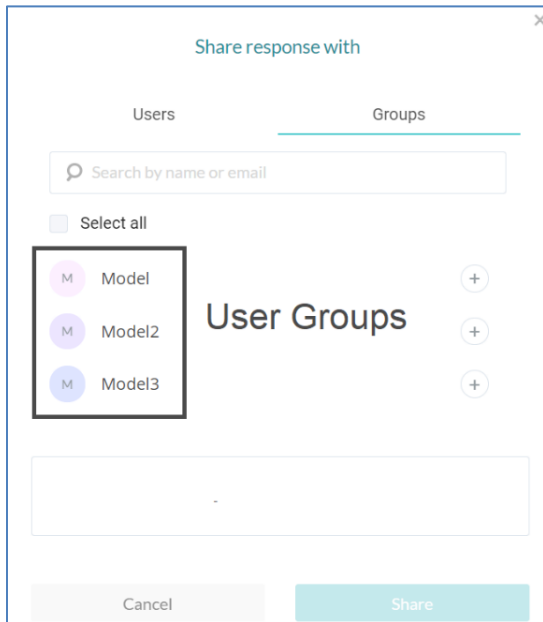 Share response with
Users Groups
Search by name or email
Select all
M Model +
User Groups
M Model2 +
M Model3 +
-
Cancel Share